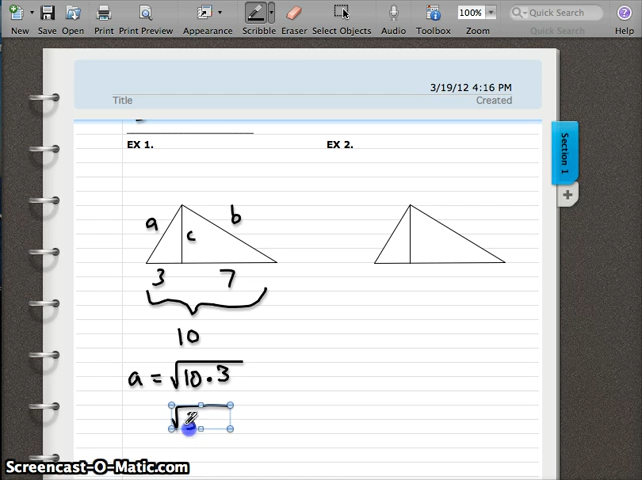 New Save Open Print Print Preview Appearance Scribble Eraser Select Objects Audio Toolbox 100% Zoom Quick Search Quick Search Help
3/19/12 4:16 PM
Title Created
Section 1
EX 1. EX 2.
a b
c
3 7
10
a = √10·3
Screencast-O-Matic.com